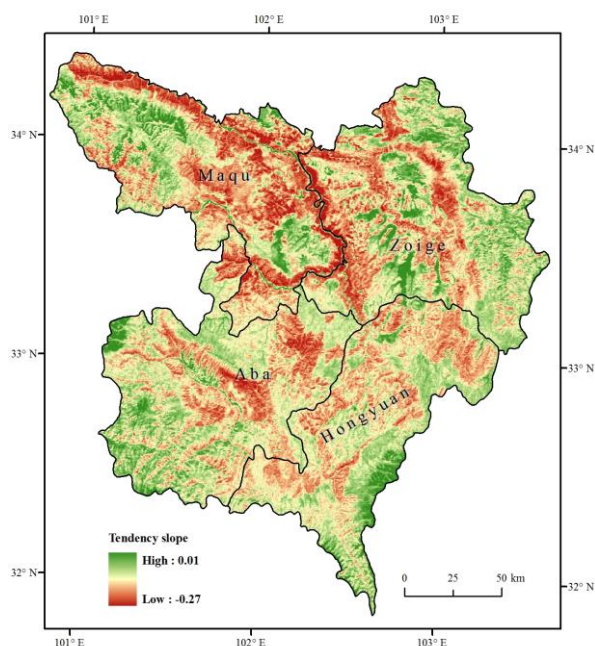 101° E 102° E 103° E
34° N 34° N
Maqu
Zoige
33° N 33° N
Aba
Hongyuan
Tendency slope
High : 0.01
Low : -0.27
0 25 50 km
32° N 32° N
101° E 102° E 103° E